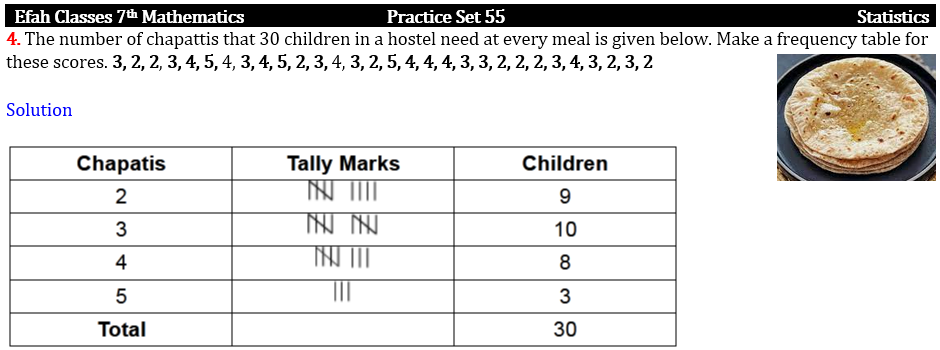 Efah Classes 7th Mathematics Practice Set 55 Statistics
4. The number of chapattis that 30 children in a hostel need at every meal is given below. Make a frequency table for
these scores. 3, 2, 2, 3, 4, 5, 4, 3, 4, 5, 2, 3, 4, 3, 2, 5, 4, 4, 4, 3, 3, 2, 2, 2, 3, 4, 3, 2, 3, 2
Solution
Chapatis Tally Marks Children
2 𝍸 |||| 9
3 𝍸 𝍸 10
4 𝍸 ||| 8
5 ||| 3
Total 30